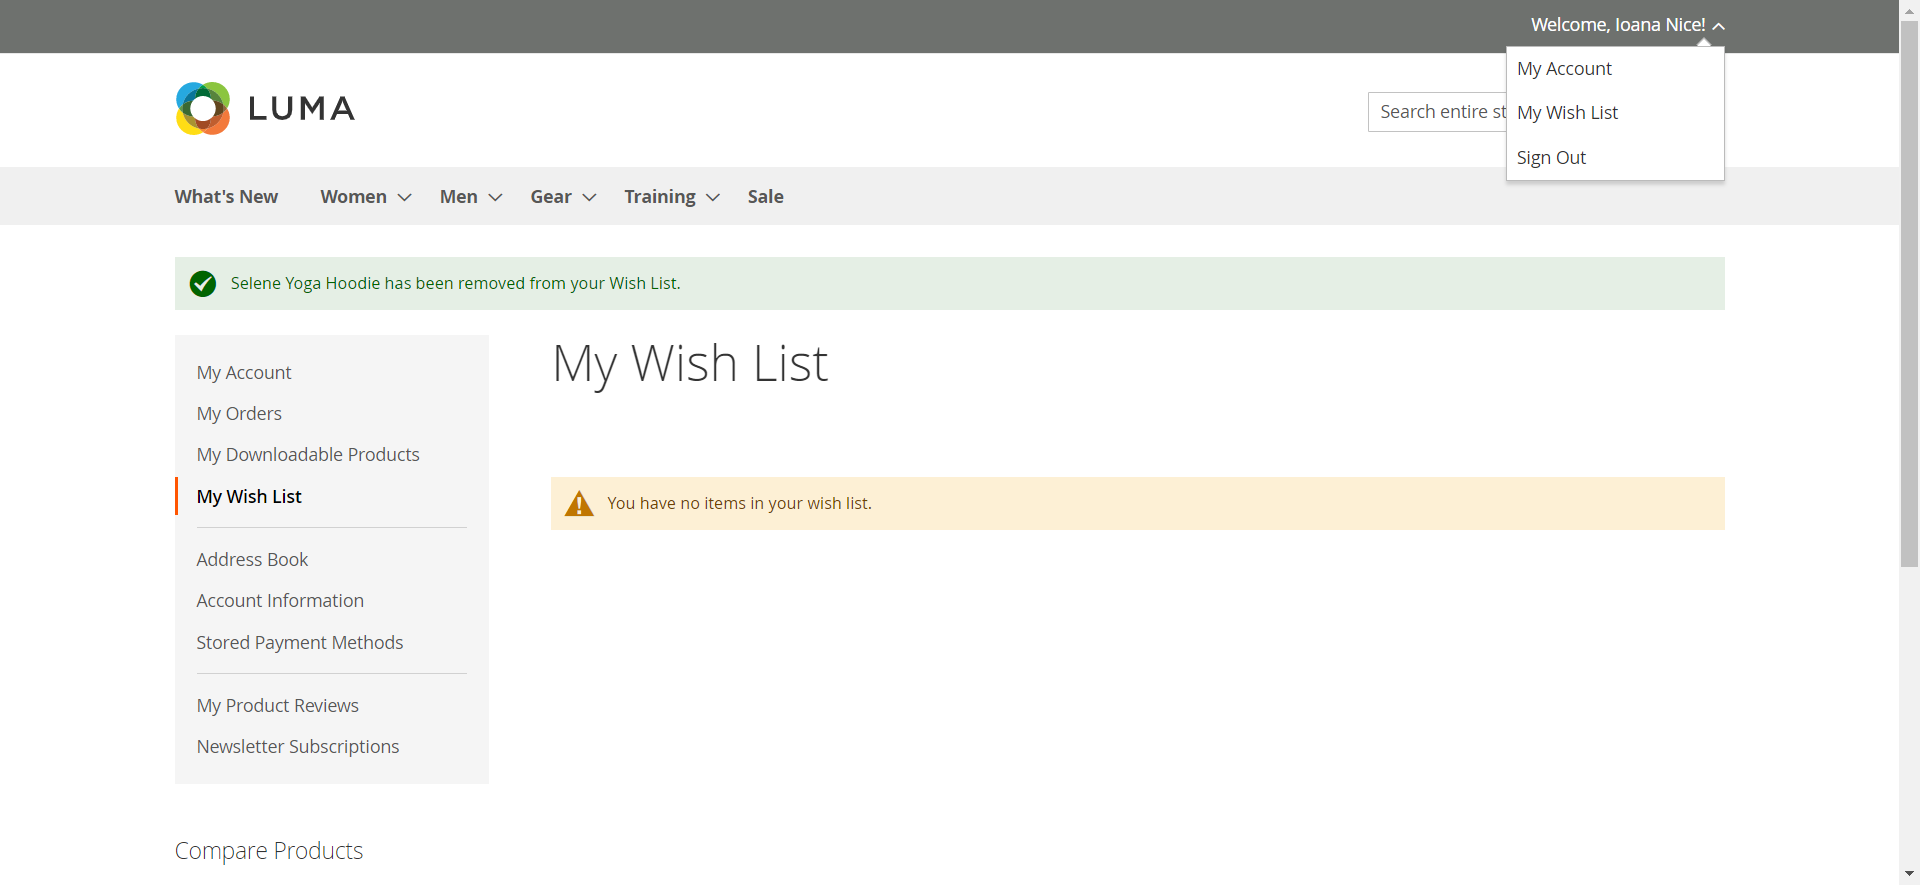 Welcome, Ioana Nice!
My Account
My Wish List
Sign Out
LUMA
Search entire st
What's New Women Men Gear Training Sale
Selene Yoga Hoodie has been removed from your Wish List.
My Account
My Orders
My Downloadable Products
My Wish List
Address Book
Account Information
Stored Payment Methods
My Product Reviews
Newsletter Subscriptions
Compare Products
My Wish List
You have no items in your wish list.